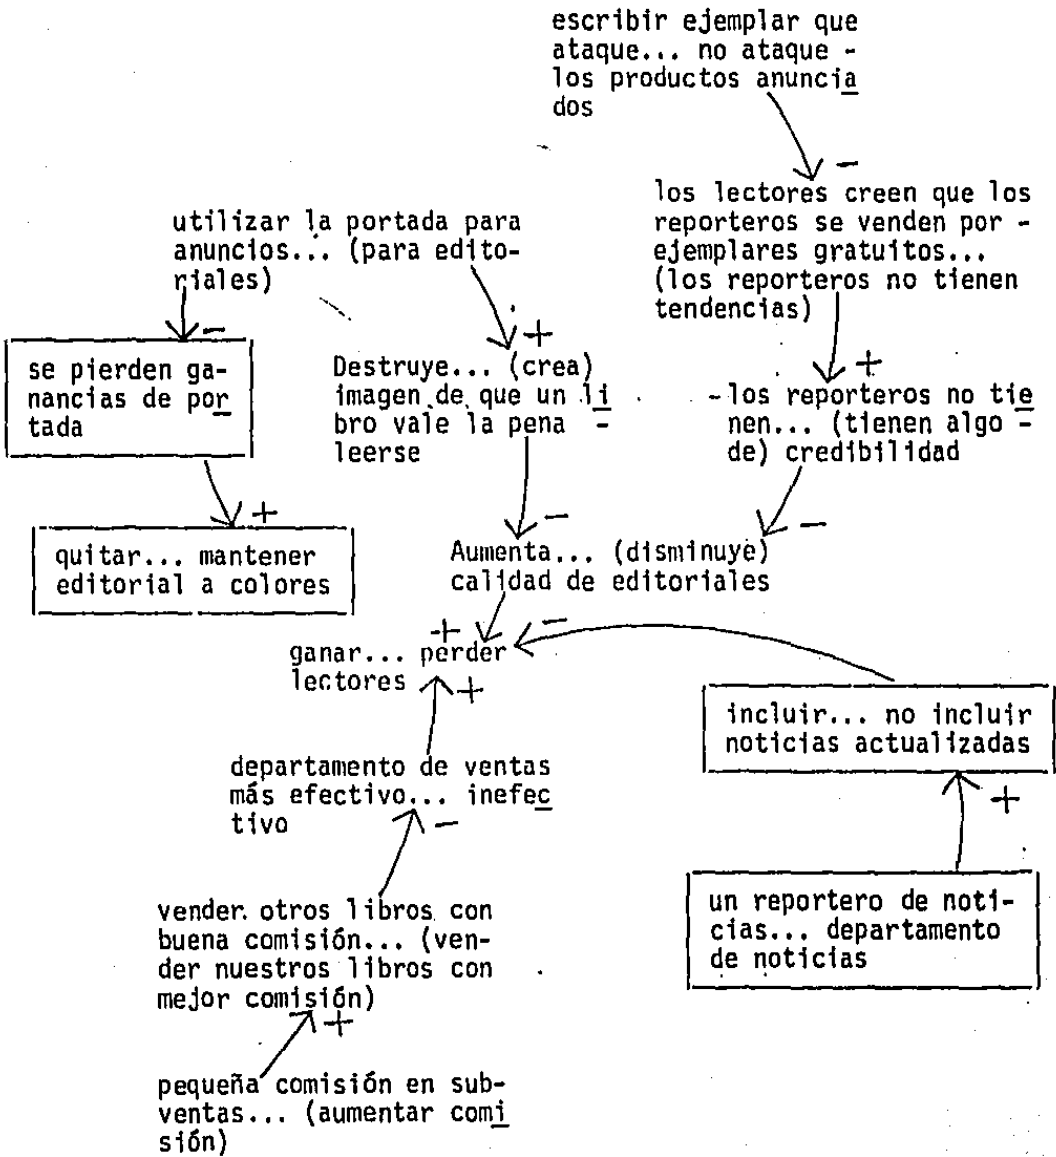 escribir ejemplar que
ataque... no ataque -
los productos anuncia
dos
-
los lectores creen que los
reporteros se venden por -
ejemplares gratuitos...
(los reporteros no tienen
tendencias)
utilizar la portada para
anuncios... (para edito-
riales)
-
+
+
se pierden ga-
nancias de por
tada
Destruye... (crea)
imagen de que un li
bro vale la pena -
leerse
-los reporteros no tie
nen... (tienen algo -
de) credibilidad
+
-
-
quitar... mantener
editorial a colores
Aumenta... (disminuye)
calidad de editoriales
+
-
ganar... perder
lectores
+
incluir... no incluir
noticias actualizadas
departamento de ventas
más efectivo... inefec
tivo
-
+
un reportero de noti-
cias... departamento
de noticias
vender otros libros con
buena comisión... (ven-
der nuestros libros con
mejor comisión)
+
pequeña comisión en sub-
ventas... (aumentar comi
sión)